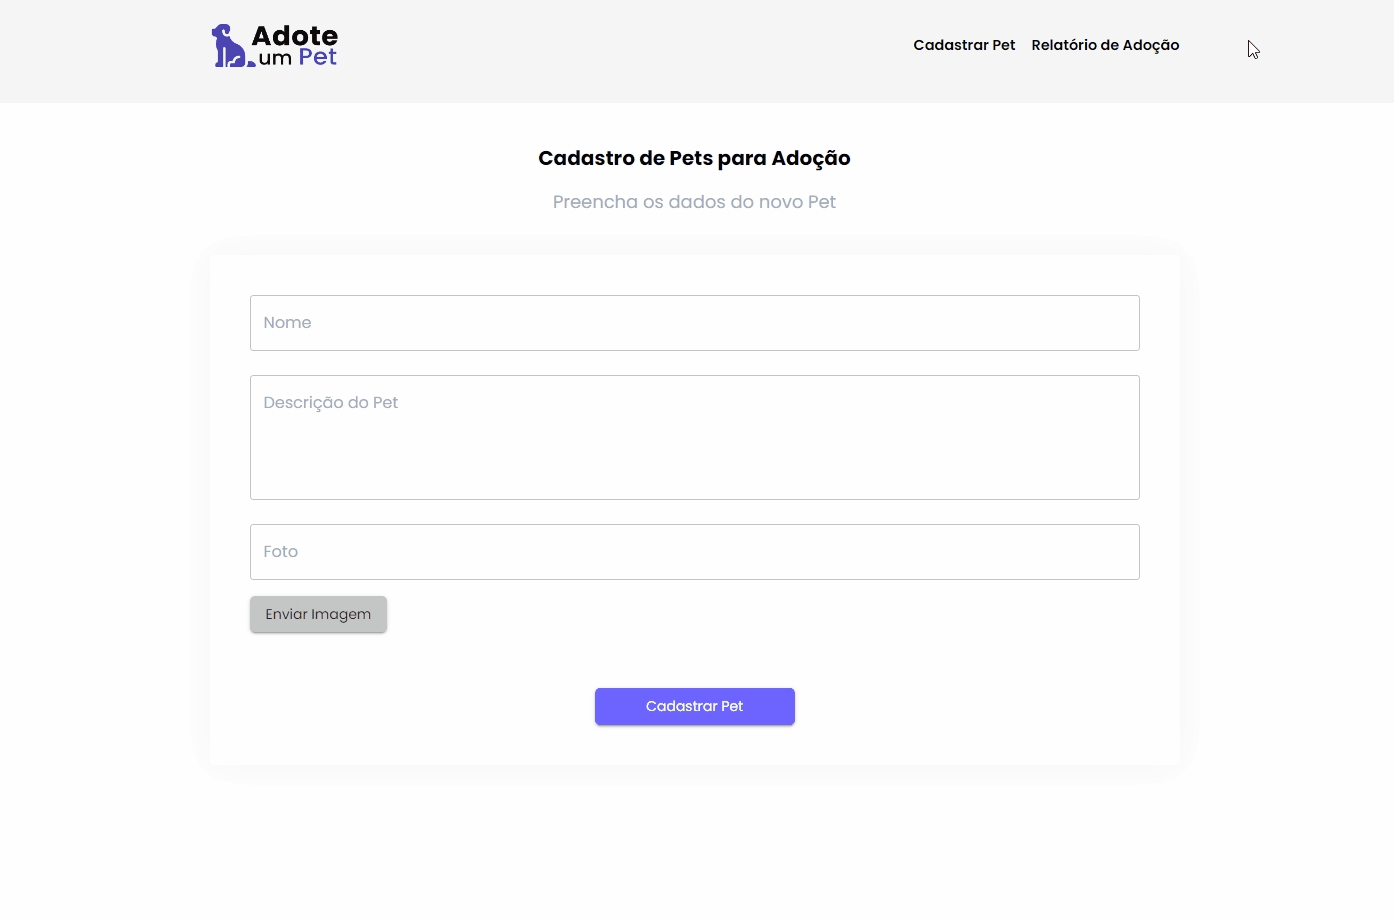 Adote
um Pet
Cadastrar Pet
Relatório de Adoção
Cadastro de Pets para Adoção
Preencha os dados do novo Pet
Nome
Descrição do Pet
Foto
Enviar Imagem
Cadastrar Pet